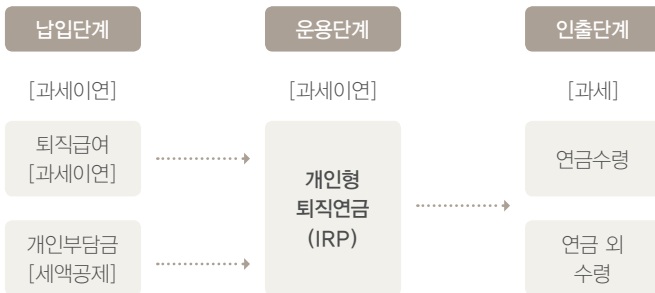 납입단계
운용단계
인출단계
[과세이연]
[과세이연]
[과세]
퇴직급여
[과세이연]
개인부담금
[세액공제]
개인형
퇴직연금
(IRP)
연금수령
연금 외
수령